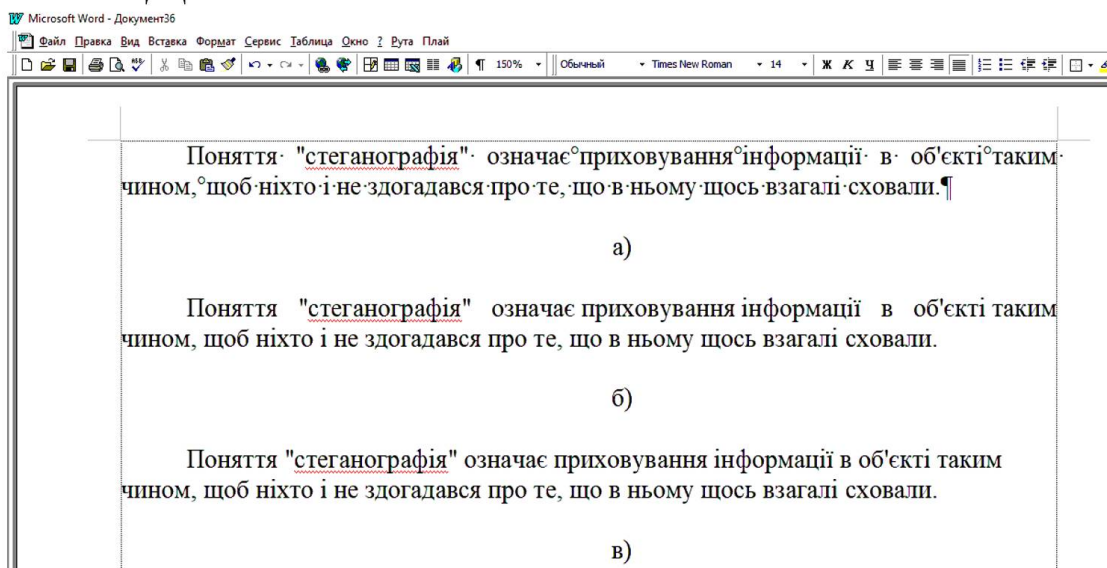 Microsoft Word - Документ36
Файл Правка Вид Вставка Формат Сервис Таблица Окно ? Рута Плай
150% Обычный Times New Roman 14 Ж К Ч
Поняття· "стеганографія"· означає°приховування°інформації· в· об'єкті°таким·
чином,°щоб·ніхто·і·не·здогадався·про·те,·що·в·ньому·щось·взагалі·сховали.¶
а)
Поняття "стеганографія" означає приховування інформації в об'єкті таким
чином, щоб ніхто і не здогадався про те, що в ньому щось взагалі сховали.
б)
Поняття "стеганографія" означає приховування інформації в об'єкті таким
чином, щоб ніхто і не здогадався про те, що в ньому щось взагалі сховали.
в)